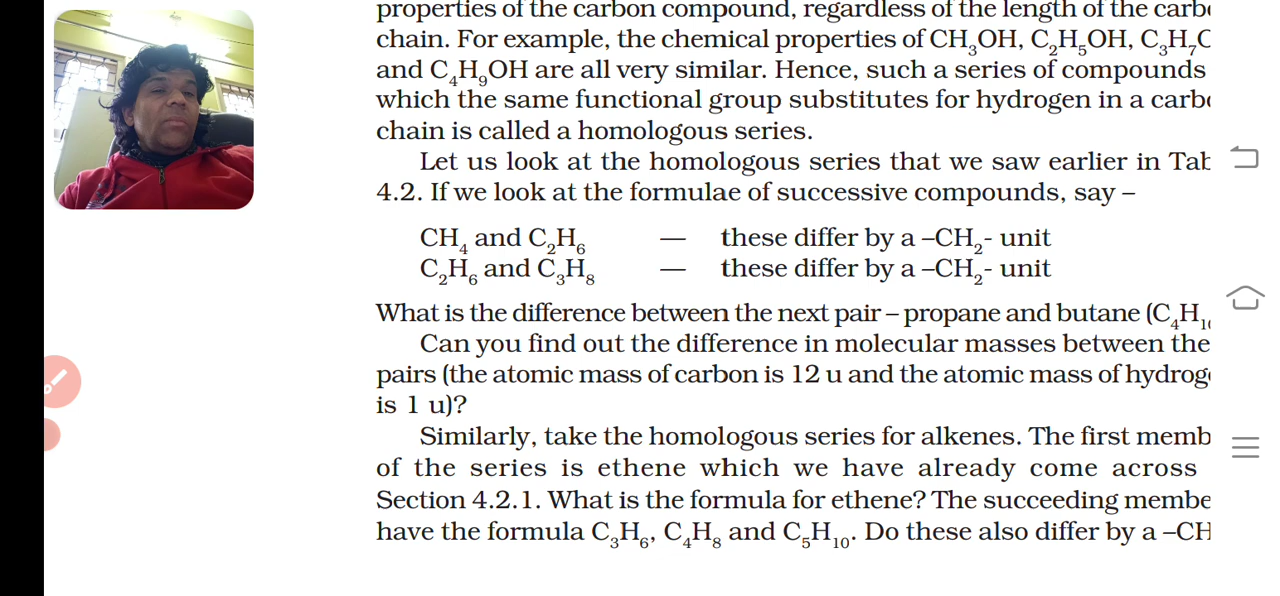 properties of the carbon compound, regardless of the length of the carb
chain. For example, the chemical properties of CH₃OH, C₂H₅OH, C₃H₇O
and C₄H₉OH are all very similar. Hence, such a series of compounds
which the same functional group substitutes for hydrogen in a carb
chain is called a homologous series.
Let us look at the homologous series that we saw earlier in Tab
4.2. If we look at the formulae of successive compounds, say –
CH₄ and C₂H₆ — these differ by a –CH₂- unit
C₂H₆ and C₃H₈ — these differ by a –CH₂- unit
What is the difference between the next pair – propane and butane (C₄H₁₀
Can you find out the difference in molecular masses between the
pairs (the atomic mass of carbon is 12 u and the atomic mass of hydrog
is 1 u)?
Similarly, take the homologous series for alkenes. The first memb
of the series is ethene which we have already come across
Section 4.2.1. What is the formula for ethene? The succeeding membe
have the formula C₃H₆, C₄H₈ and C₅H₁₀. Do these also differ by a –CH